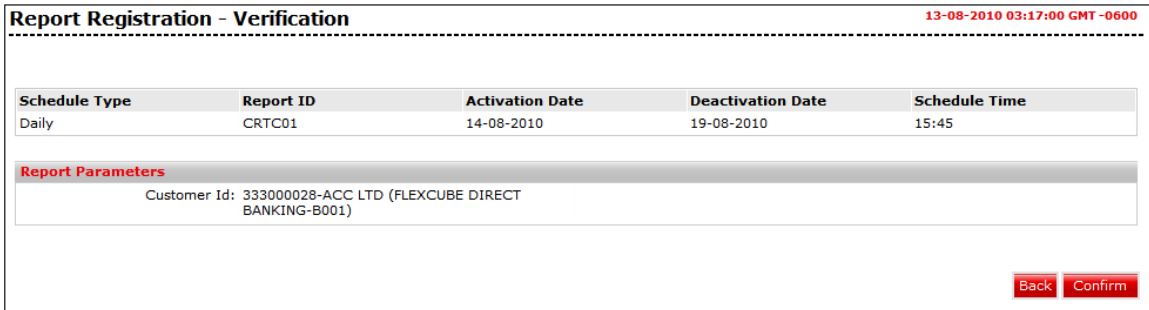 Report Registration - Verification 13-08-2010 03:17:00 GMT -0600
Schedule Type Report ID Activation Date Deactivation Date Schedule Time
Daily CRTC01 14-08-2010 19-08-2010 15:45
Report Parameters
Customer Id: 333000028-ACC LTD (FLEXCUBE DIRECT
BANKING-B001)
Back Confirm